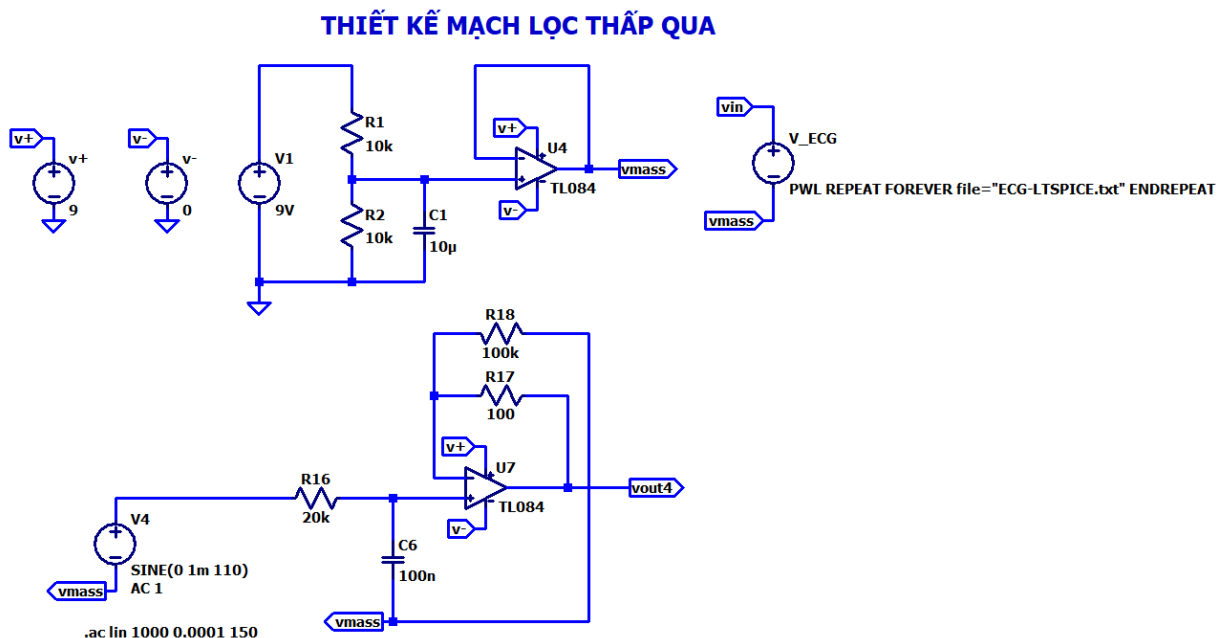 THIẾT KẾ MẠCH LỌC THẤP QUA
v+
v+
9
v-
v-
0
V1
9V
R1
10k
R2
10k
C1
10µ
v+
U4
TL084
v-
vmass
vin
V_ECG
PWL REPEAT FOREVER file="ECG-LTSPICE.txt" ENDREPEAT
vmass
R18
100k
R17
100
v+
U7
TL084
v-
vout4
R16
20k
V4
SINE(0 1m 110)
AC 1
vmass
C6
100n
vmass
.ac lin 1000 0.0001 150